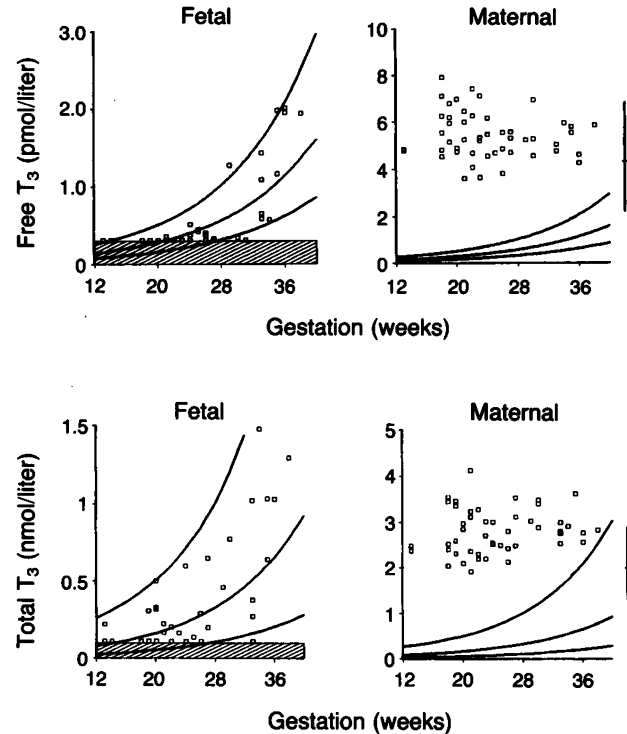 Fetal
Maternal
Free T₃ (pmol/liter)
3.0
2.0
1.0
0
12 20 28 36
10
8
6
4
2
0
12 20 28 36
Gestation (weeks)
Fetal
Maternal
Total T₃ (nmol/liter)
1.5
1
0.5
0
12 20 28 36
5
4
3
2
1
0
12 20 28 36
Gestation (weeks)